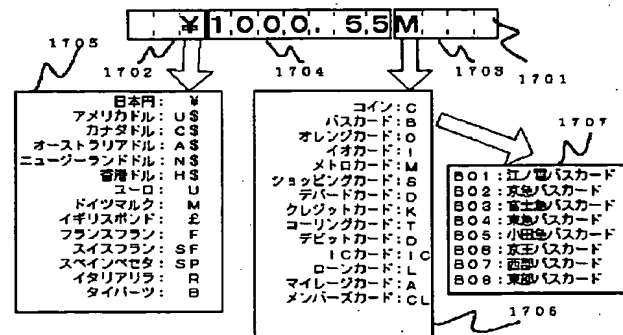 ¥ 1000.55M
1705
1702
1704
1703
1701
日本円: ¥
アメリカドル: U$
カナダドル: C$
オーストラリアドル: A$
ニュージーランドドル: N$
香港ドル: H$
ユーロ: U
ドイツマルク: M
イギリスポンド: £
フランスフラン: F
スイスフラン: SF
スペインペセタ: SP
イタリアリラ: R
タイバーツ: B
コイン: C
バスカード: B
オレンジカード: O
イオカード: I
メトロカード: M
ショッピングカード: S
デパートカード: D
クレジットカード: K
コーリングカード: T
デビットカード: D
ICカード: IC
ローンカード: L
マイレージカード: A
メンバーズカード: CL
1706
1707
B01:江ノ電バスカード
B02:京急バスカード
B03:富士急バスカード
B04:東急バスカード
B05:小田急バスカード
B06:京王バスカード
B07:西部バスカード
B08:東部バスカード